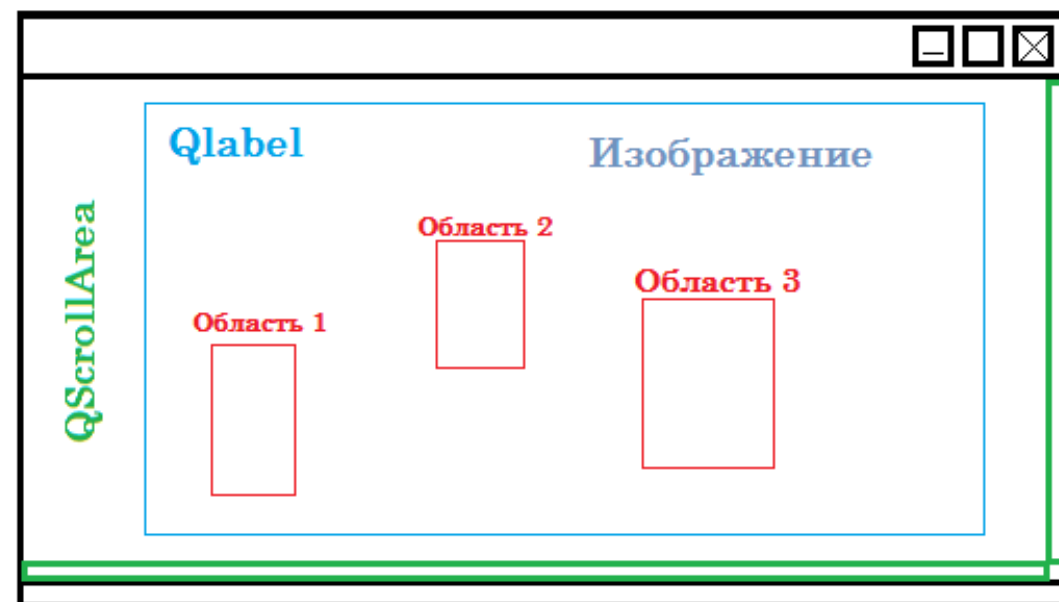 Qlabel
Изображение
Область 2
Область 3
Область 1
QScrollArea